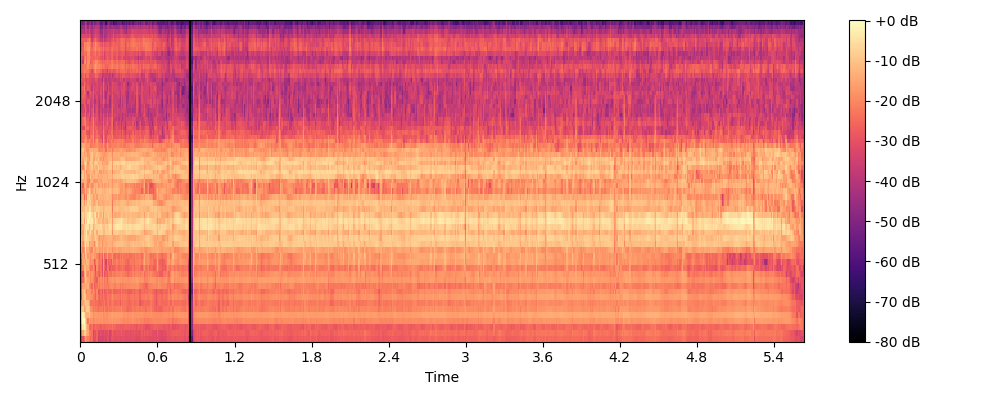 +0 dB
-10 dB
2048
-20 dB
-30 dB
Hz
1024
-40 dB
-50 dB
512
-60 dB
-70 dB
-80 dB
0 0.6 1.2 1.8 2.4 3 3.6 4.2 4.8 5.4
Time